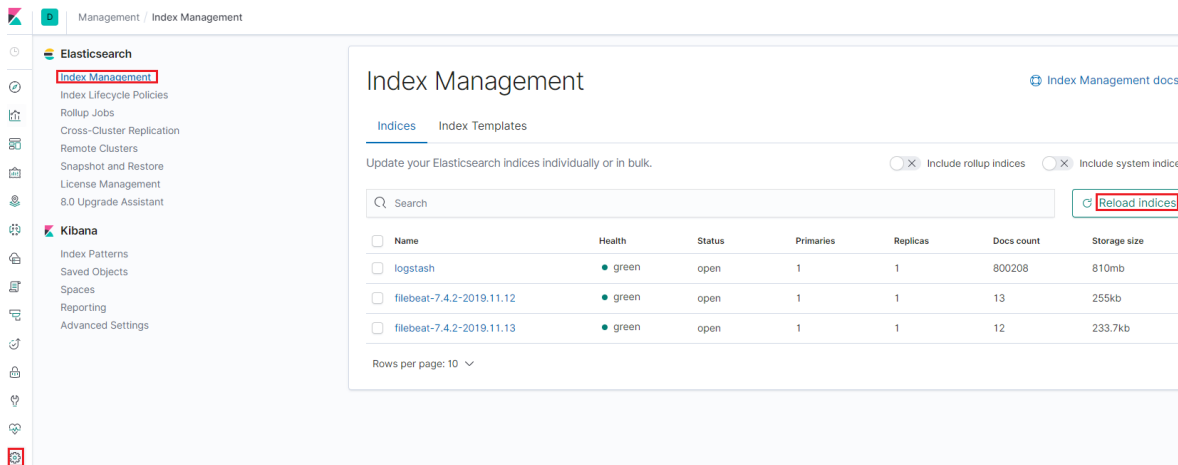 D Management / Index Management
Elasticsearch
Index Management
Index Lifecycle Policies
Rollup Jobs
Cross-Cluster Replication
Remote Clusters
Snapshot and Restore
License Management
8.0 Upgrade Assistant
Kibana
Index Patterns
Saved Objects
Spaces
Reporting
Advanced Settings
Index Management
Index Management docs
Indices Index Templates
Update your Elasticsearch indices individually or in bulk.
Include rollup indices Include system indice
Search
Reload indices
Name Health Status Primaries Replicas Docs count Storage size
logstash green open 1 1 800208 810mb
filebeat-7.4.2-2019.11.12 green open 1 1 13 255kb
filebeat-7.4.2-2019.11.13 green open 1 1 12 233.7kb
Rows per page: 10